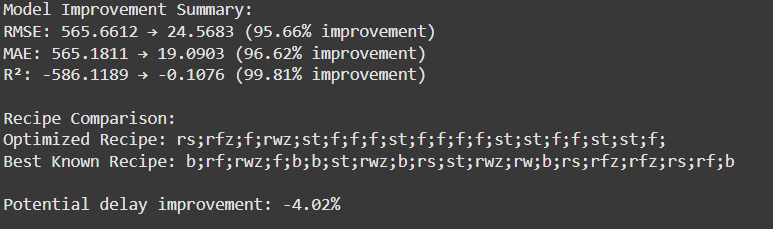 Model Improvement Summary:
RMSE: 565.6612 → 24.5683 (95.66% improvement)
MAE: 565.1811 → 19.0903 (96.62% improvement)
R²: -586.1189 → -0.1076 (99.81% improvement)
Recipe Comparison:
Optimized Recipe: rs;rfz;f;rwz;st;f;f;f;st;f;f;f;f;st;st;f;f;st;st;f;
Best Known Recipe: b;rf;rwz;f;b;b;st;rwz;b;rs;st;rwz;rw;b;rs;rfz;rfz;rs;rf;b
Potential delay improvement: -4.02%